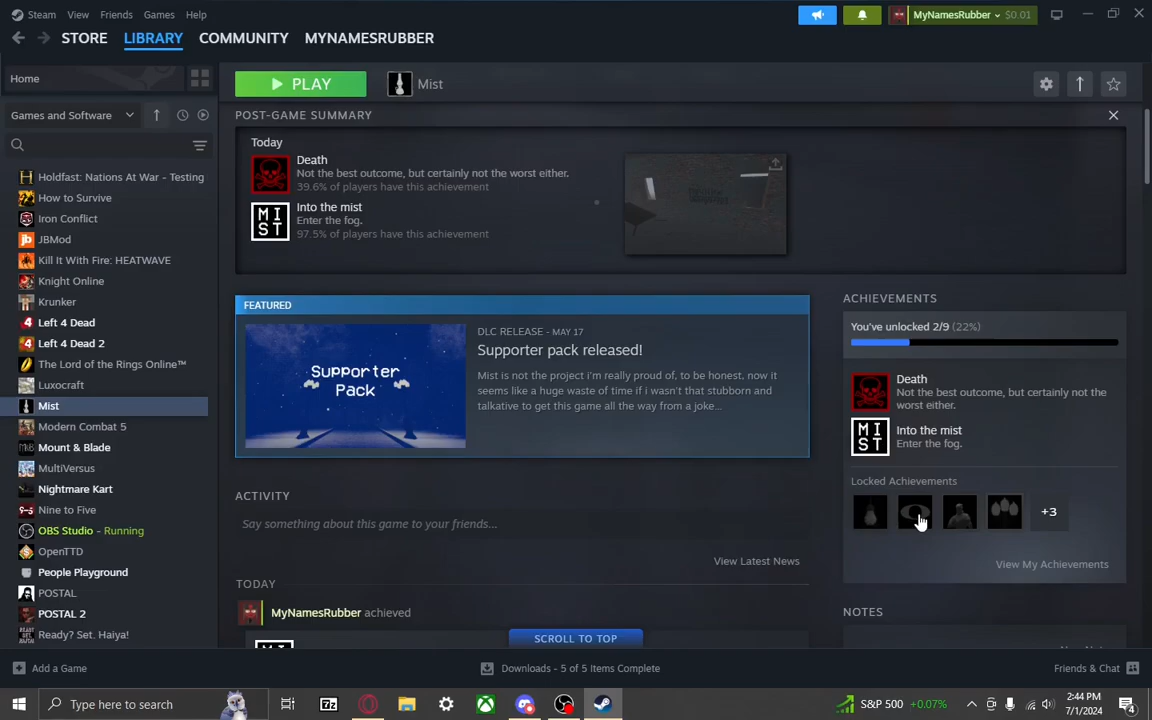 Steam View Friends Games Help
MyNamesRubber $0.01
STORE LIBRARY COMMUNITY MYNAMESRUBBER
Home
PLAY Mist
Games and Software
Holdfast: Nations At War - Testing
How to Survive
Iron Conflict
JBMod
Kill It With Fire: HEATWAVE
Knight Online
Krunker
Left 4 Dead
Left 4 Dead 2
The Lord of the Rings Online™
Luxocraft
Mist
Modern Combat 5
Mount & Blade
MultiVersus
Nightmare Kart
Nine to Five
OBS Studio - Running
OpenTTD
People Playground
POSTAL
POSTAL 2
Ready? Set. Haiya!
POST-GAME SUMMARY
Today
Death
Not the best outcome, but certainly not the worst either.
39.6% of players have this achievement
MIST
Into the mist
Enter the fog.
97.5% of players have this achievement
FEATURED
Supporter
Pack
DLC RELEASE - MAY 17
Supporter pack released!
Mist is not the project i'm really proud of, to be honest, now it
seems like a huge waste of time if i wasn't that stubborn and
talkative to get this game all the way from a joke...
ACTIVITY
Say something about this game to your friends...
View Latest News
TODAY
MyNamesRubber achieved
SCROLL TO TOP
ACHIEVEMENTS
You've unlocked 2/9 (22%)
Death
Not the best outcome, but certainly not the
worst either.
MIST
Into the mist
Enter the fog.
Locked Achievements
+3
View My Achievements
NOTES
Add a Game
Downloads - 5 of 5 Items Complete
Friends & Chat
Type here to search
7z
S&P 500 +0.07%
2:44 PM
7/1/2024
4